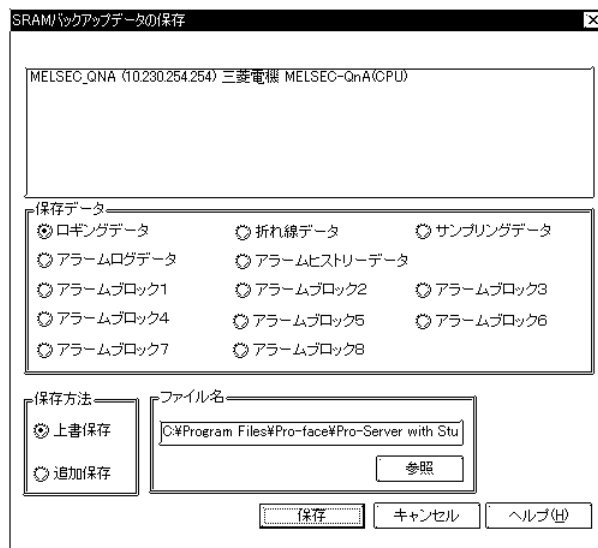 SRAMバックアップデータの保存
MELSEC_QNA (10.230.254.254) 三菱電機 MELSEC-QnA(CPU)
保存データ
ロギングデータ 折れ線データ サンプリングデータ
アラームログデータ アラームヒストリーデータ
アラームブロック1 アラームブロック2 アラームブロック3
アラームブロック4 アラームブロック5 アラームブロック6
アラームブロック7 アラームブロック8
保存方法
上書保存
追加保存
ファイル名
C:¥Program Files¥Pro-face¥Pro-Server with Stu
参照
保存 キャンセル ヘルプ(H)